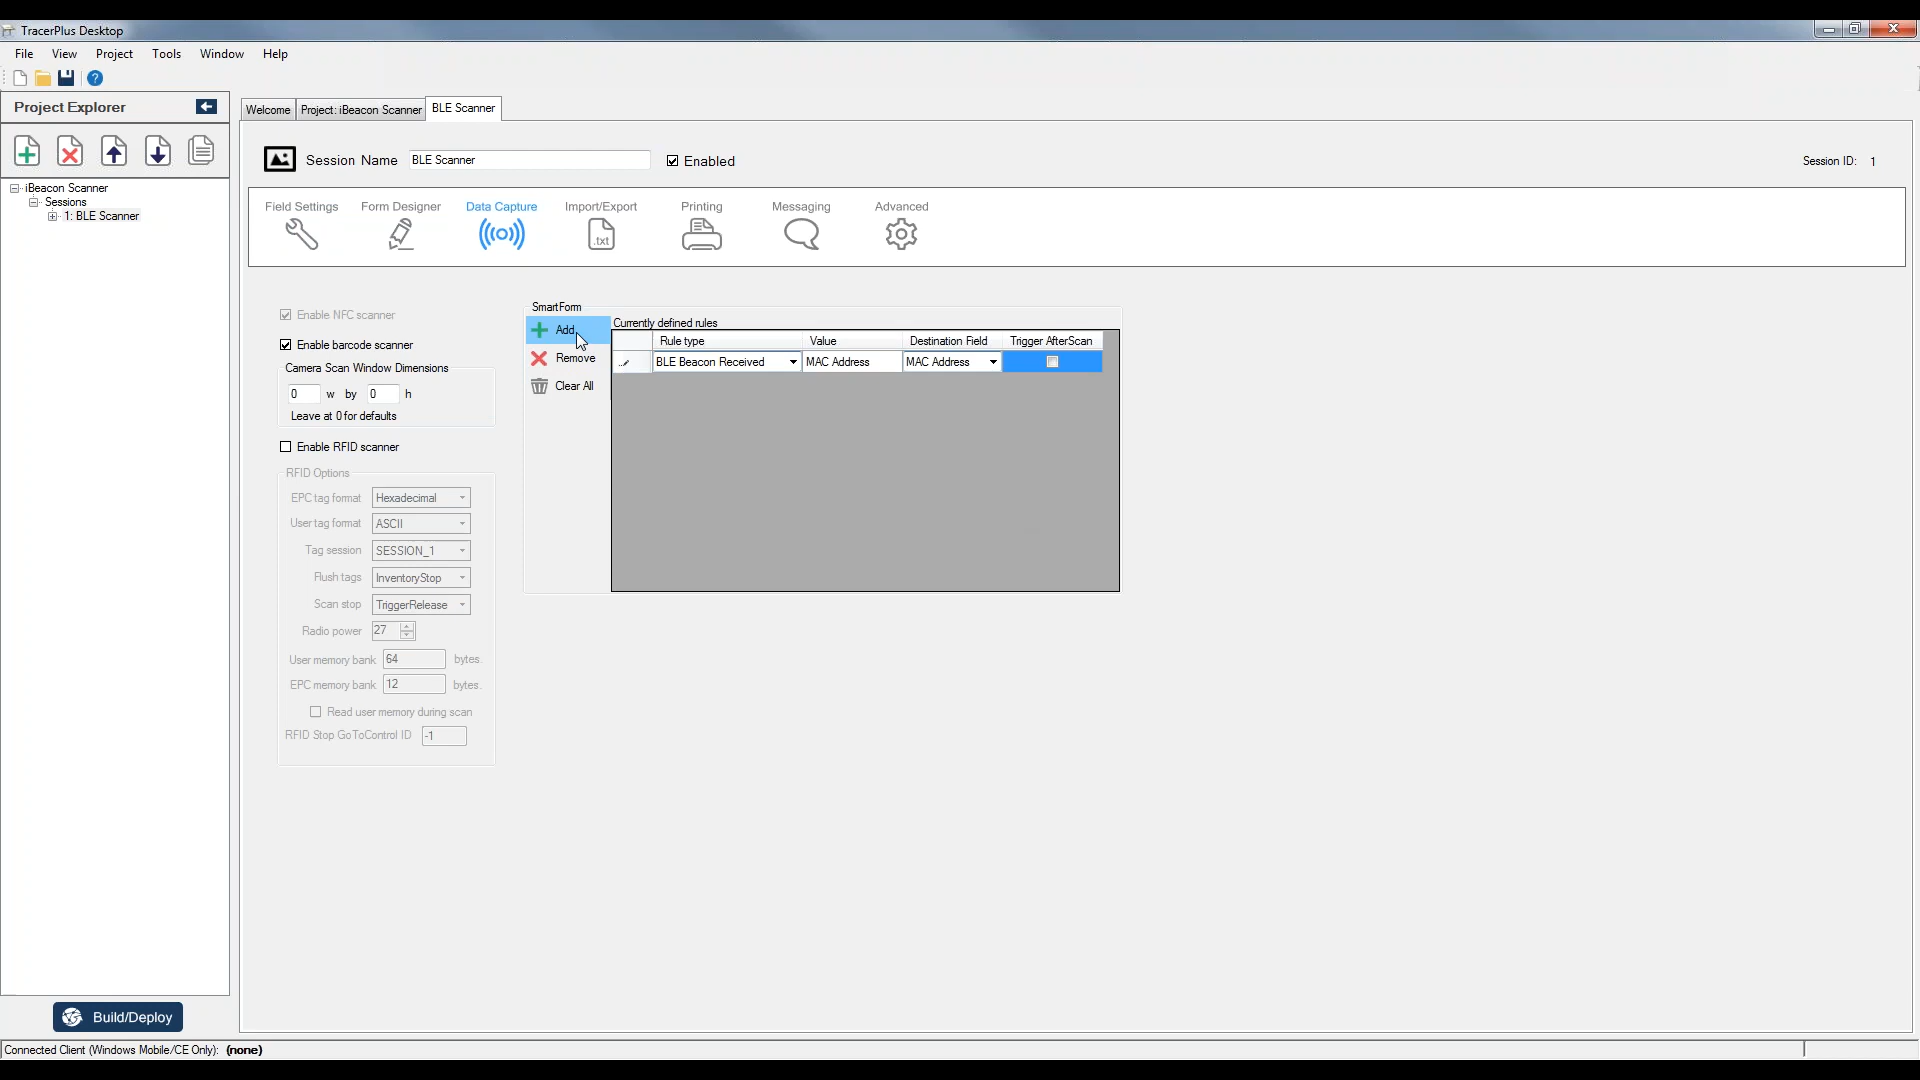 TracerPlus Desktop
File View Project Tools Window Help
Project Explorer
Welcome Project: iBeacon Scanner BLE Scanner
Session Name BLE Scanner Enabled Session ID: 1
iBeacon Scanner
Sessions
1: BLE Scanner
Field Settings Form Designer Data Capture Import/Export Printing Messaging Advanced
.txt
Enable NFC scanner
Enable barcode scanner
Camera Scan Window Dimensions
0 w by 0 h
Leave at 0 for defaults
Enable RFID scanner
RFID Options
EPC tag format Hexadecimal
User tag format ASCII
Tag session SESSION_1
Flush tags InventoryStop
Scan stop TriggerRelease
Radio power 27
User memory bank 64 bytes.
EPC memory bank 12 bytes.
Read user memory during scan
RFID Stop GoToControl ID -1
SmartForm
Add
Remove
Clear All
Currently defined rules
Rule type Value Destination Field Trigger AfterScan
BLE Beacon Received MAC Address MAC Address
Build/Deploy
Connected Client (Windows Mobile/CE Only): (none)